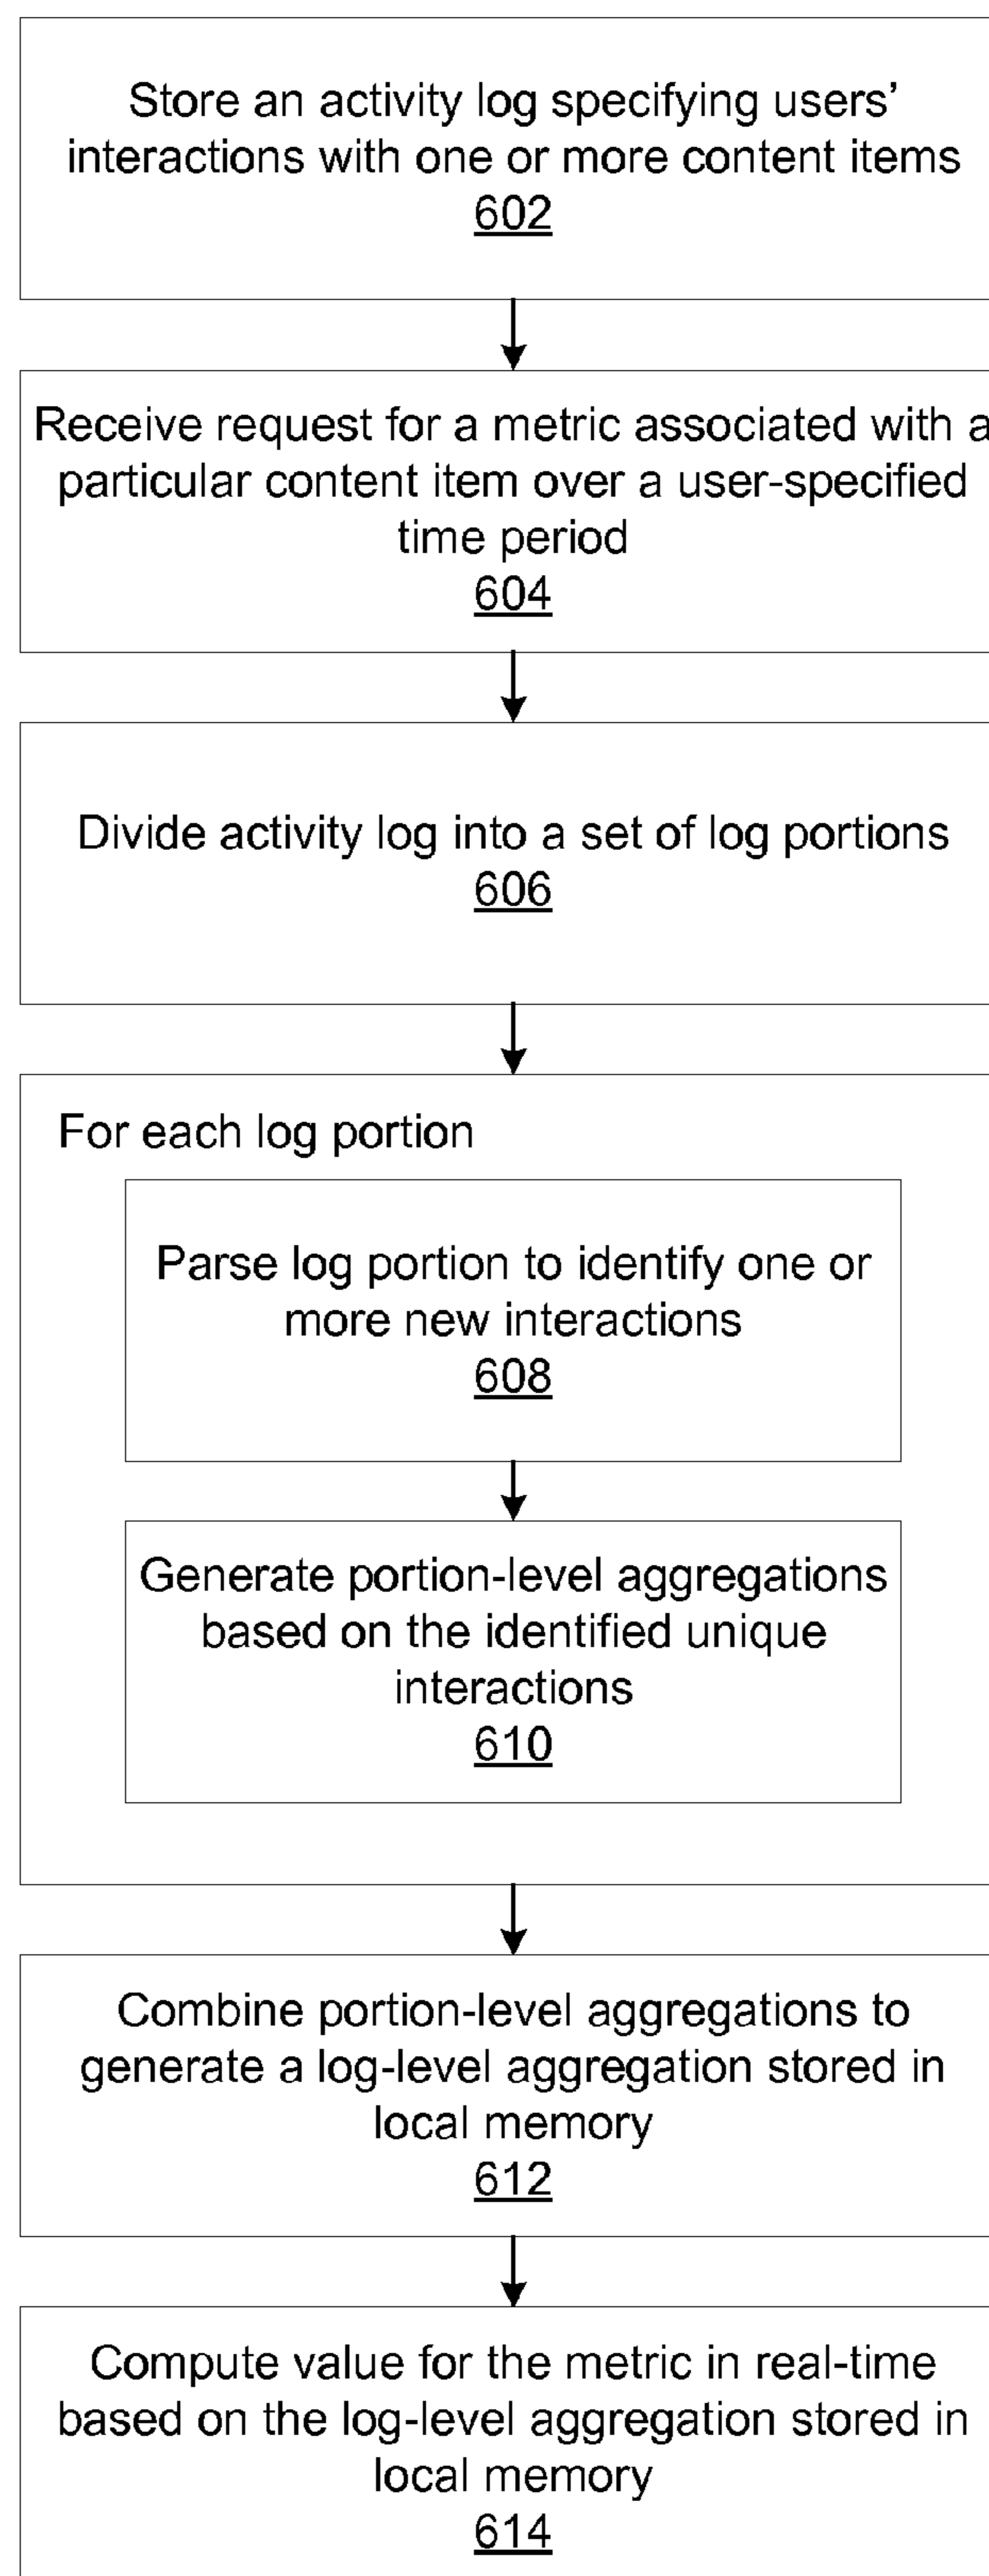 Store an activity log specifying users'
interactions with one or more content items
602
Receive request for a metric associated with a
particular content item over a user-specified
time period
604
Divide activity log into a set of log portions
606
For each log portion
Parse log portion to identify one or
more new interactions
608
Generate portion-level aggregations
based on the identified unique
interactions
610
Combine portion-level aggregations to
generate a log-level aggregation stored in
local memory
612
Compute value for the metric in real-time
based on the log-level aggregation stored in
local memory
614